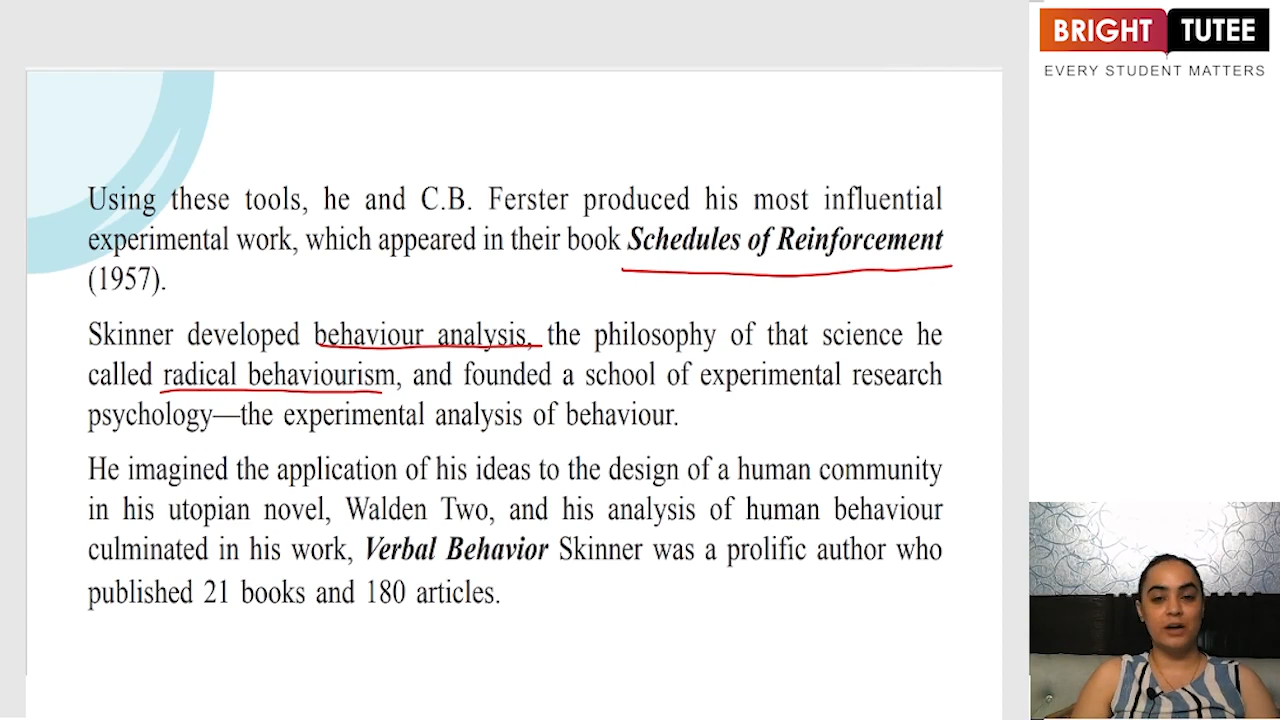 BRIGHT TUTEE
EVERY STUDENT MATTERS
Using these tools, he and C.B. Ferster produced his most influential
experimental work, which appeared in their book Schedules of Reinforcement
(1957).
Skinner developed behaviour analysis, the philosophy of that science he
called radical behaviourism, and founded a school of experimental research
psychology—the experimental analysis of behaviour.
He imagined the application of his ideas to the design of a human community
in his utopian novel, Walden Two, and his analysis of human behaviour
culminated in his work, Verbal Behavior Skinner was a prolific author who
published 21 books and 180 articles.